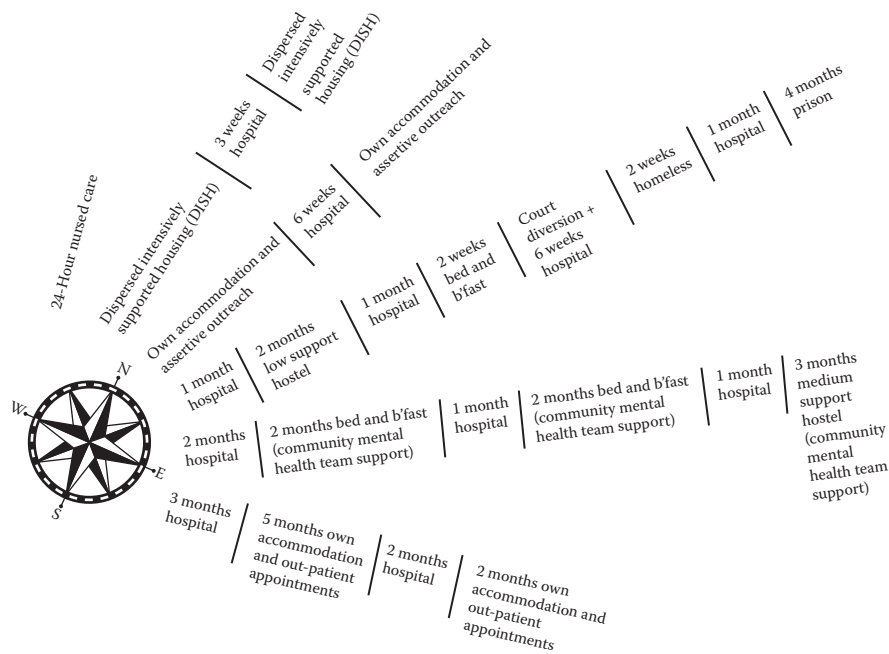 24-Hour nursed care
Dispersed intensively
supported housing (DISH)
3 weeks
hospital
Dispersed
intensively
supported
housing (DISH)
Own accommodation and
assertive outreach
6 weeks
hospital
Own accommodation and
assertive outreach
1 month
hospital
2 months
low support
hostel
1 month
hospital
2 weeks
bed and
b’fast
Court
diversion +
6 weeks
hospital
2 weeks
homeless
1 month
hospital
4 months
prison
2 months
hospital
2 months bed and b’fast
(community mental
health team support)
1 month
hospital
2 months bed and b’fast
(community mental
health team support)
1 month
hospital
3 months
medium
support
hostel
(community
mental
health team
support)
3 months
hospital
5 months own
accommodation
and out-patient
appointments
2 months
hospital
2 months own
accommodation and
out-patient
appointments
N
W
E
S